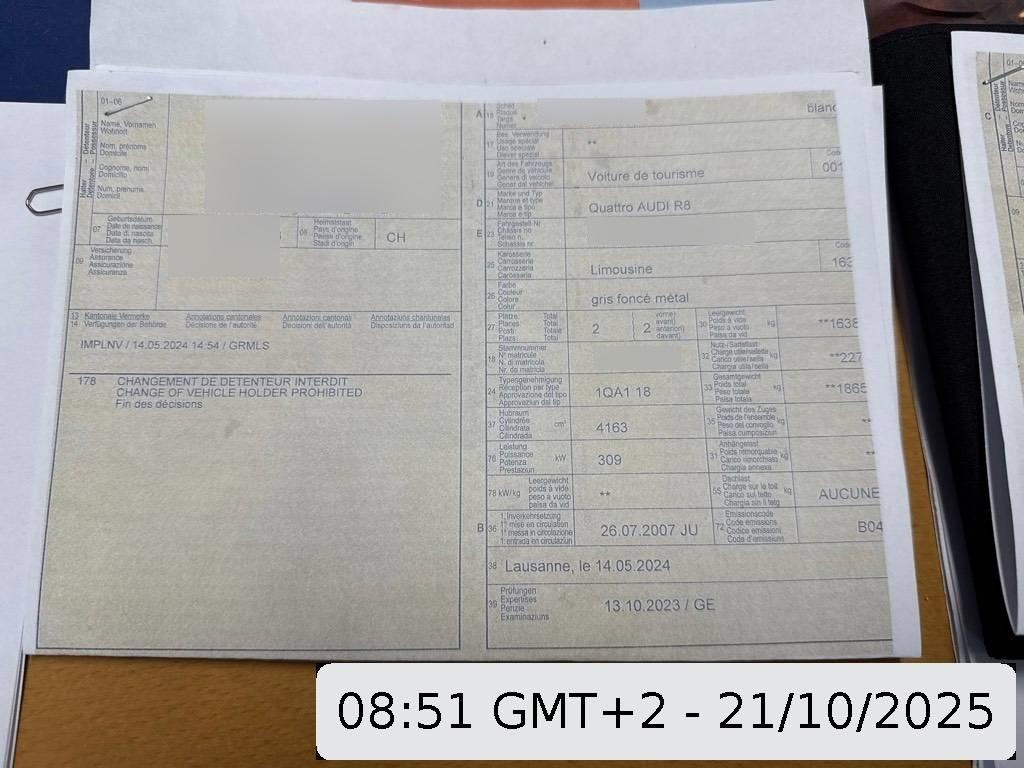 01-06
Name, Vornamen
Wohnort
Nom, prénoms
Domicile
Cognome, nomi
Domicilio
Num, prenums
Domicil
07
Geburtsdatum
Date de naissance
Data di nascita
Data da nasch.
08
Heimatstaat
Pays d'origine
Paese d'origine
Stadi d'origin
CH
09
Versicherung
Assurance
Assicurazione
Assicuranza
13 Kantonale Vermerke Annotations cantonales Annotazioni cantonali Annotaziuns chantunalas
14 Verfügungen der Behörde Décisions de l'autorité Decisioni dell'autorità Disposiziuns da l'autoritad
IMPLNV / 14.05.2024 14:54 / GRMLS
178 CHANGEMENT DE DETENTEUR INTERDIT
CHANGE OF VEHICLE HOLDER PROHIBITED
Fin des décisions
A
Schild
Plaque
Targa
Numer
blanc
17
Bes. Verwendung
Usage spécial
Uso speciale
Diever spezial
**
19
Art des Fahrzeugs
Genre de véhicule
Genere di veicolo
Gener dal vehichel
Voiture de tourisme
001
D 21
Marke und Typ
Marque et type
Marca e tipo
Marca e tip
Quattro AUDI R8
E 23
Fahrgestell-Nr.
Châssis no
Telaio n.
Schassis nr.
25
Karosserie
Carrosserie
Carrozzeria
Carossaria
Limousine
Code
163
26
Farbe
Couleur
Colore
Colur
gris foncé métal
27
Plätze: Total
Places: Total
Posti: Totale
Plazs: Total
2
vorne)
avant)
anteriori)
davant)
2
30
Leergewicht
Poids à vide
Peso a vuoto
Paisa da vid
kg
**1638
18
Stammnummer
N° matricule
N. di matricola
Nr. da matricla
32
Nutz-/Sattellast
Charge utile/sellette
Carico utile/sella
Chargia utila/sella
kg
**227
24
Typengenehmigung
Réception par type
Approvazione del tipo
Approvaziun dal tip
1QA1 18
33
Gesamtgewicht
Poids total
Peso totale
Paisa totala
kg
**1865
37
Hubraum
Cylindrée
Cilindrata
Cilindrada
cm³
4163
35
Gewicht des Zuges
Poids de l'ensemble
Peso del convoglio
Paisa cumposiziun
kg
**
76
Leistung
Puissance
Potenza
Prestaziun
kW
309
31
Anhängelast
Poids remorquable
Carico rimorchiabile
Chargia annexa
kg
**
78 kW/kg
Leergewicht
poids à vide
peso a vuoto
paisa da vid
**
55
Dachlast
Charge sur le toit
Carico sul tetto
Chargia sin il tetg
kg
AUCUNE
B 36
1. Inverkehrsetzung
1re mise en circulation
1a messa in circolazione
1. entrada en circulaziun
26.07.2007 JU
72
Emissionscode
Code émissions
Codice emissioni
Code d'emissiuns
B04
38
Lausanne, le 14.05.2024
39
Prüfungen
Expertises
Perizie
Examinaziuns
13.10.2023 / GE
08:51 GMT+2 - 21/10/2025